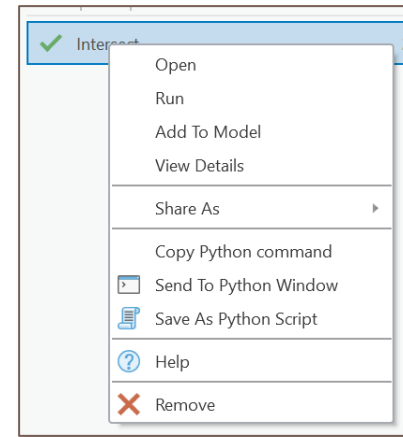 Intersect
Open
Run
Add To Model
View Details
Share As
Copy Python command
Send To Python Window
Save As Python Script
Help
Remove